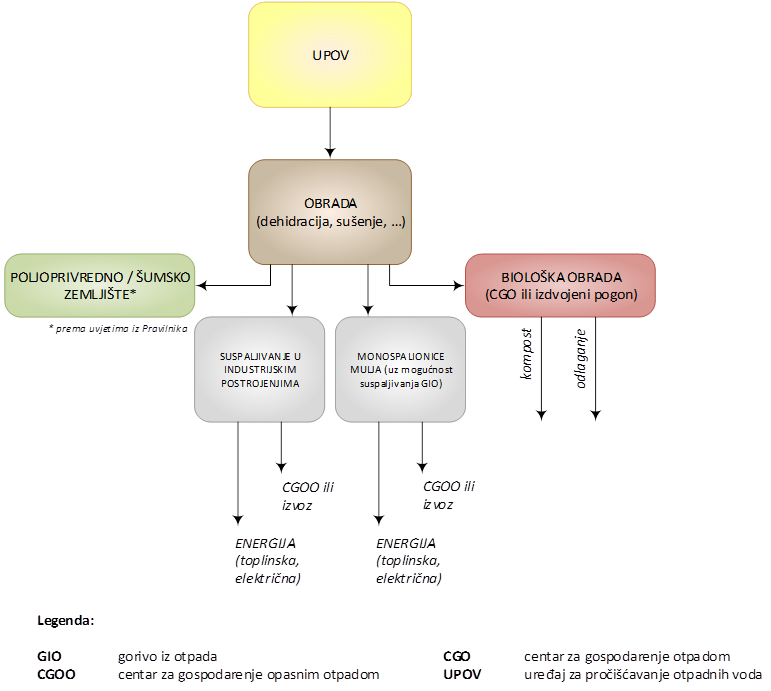 UPOV
OBRADA
(dehidracija, sušenje, ...)
POLJOPRIVREDNO / ŠUMSKO
ZEMLJIŠTE*
* prema uvjetima iz Pravilnika
BIOLOŠKA OBRADA
(CGO ili izdvojeni pogon)
SUSPALJIVANJE U
INDUSTRIJSKIM
POSTROJENJIMA
MONOSPALIONICE
MULJA (uz mogućnost
suspaljivanja GIO)
kompost
odlaganje
CGOO ili
izvoz
ENERGIJA
(toplinska,
električna)
CGOO ili
izvoz
ENERGIJA
(toplinska,
električna)
Legenda:
GIO gorivo iz otpada
CGOO centar za gospodarenje opasnim otpadom
CGO centar za gospodarenje otpadom
UPOV uređaj za pročišćavanje otpadnih voda